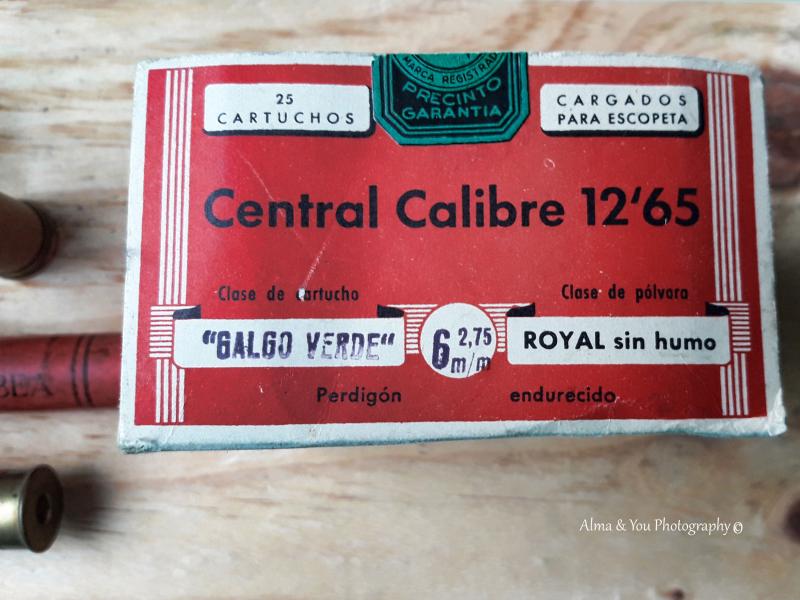 MARCA REGISTRADA
PRECINTO
GARANTIA
25
CARTUCHOS
CARGADOS
PARA ESCOPETA
Central Calibre 12'65
Clase de cartucho
Clase de pólvora
"GALGO VERDE"
6 2,75
m/m
ROYAL sin humo
Perdigón endurecido
Alma & You Photography ©